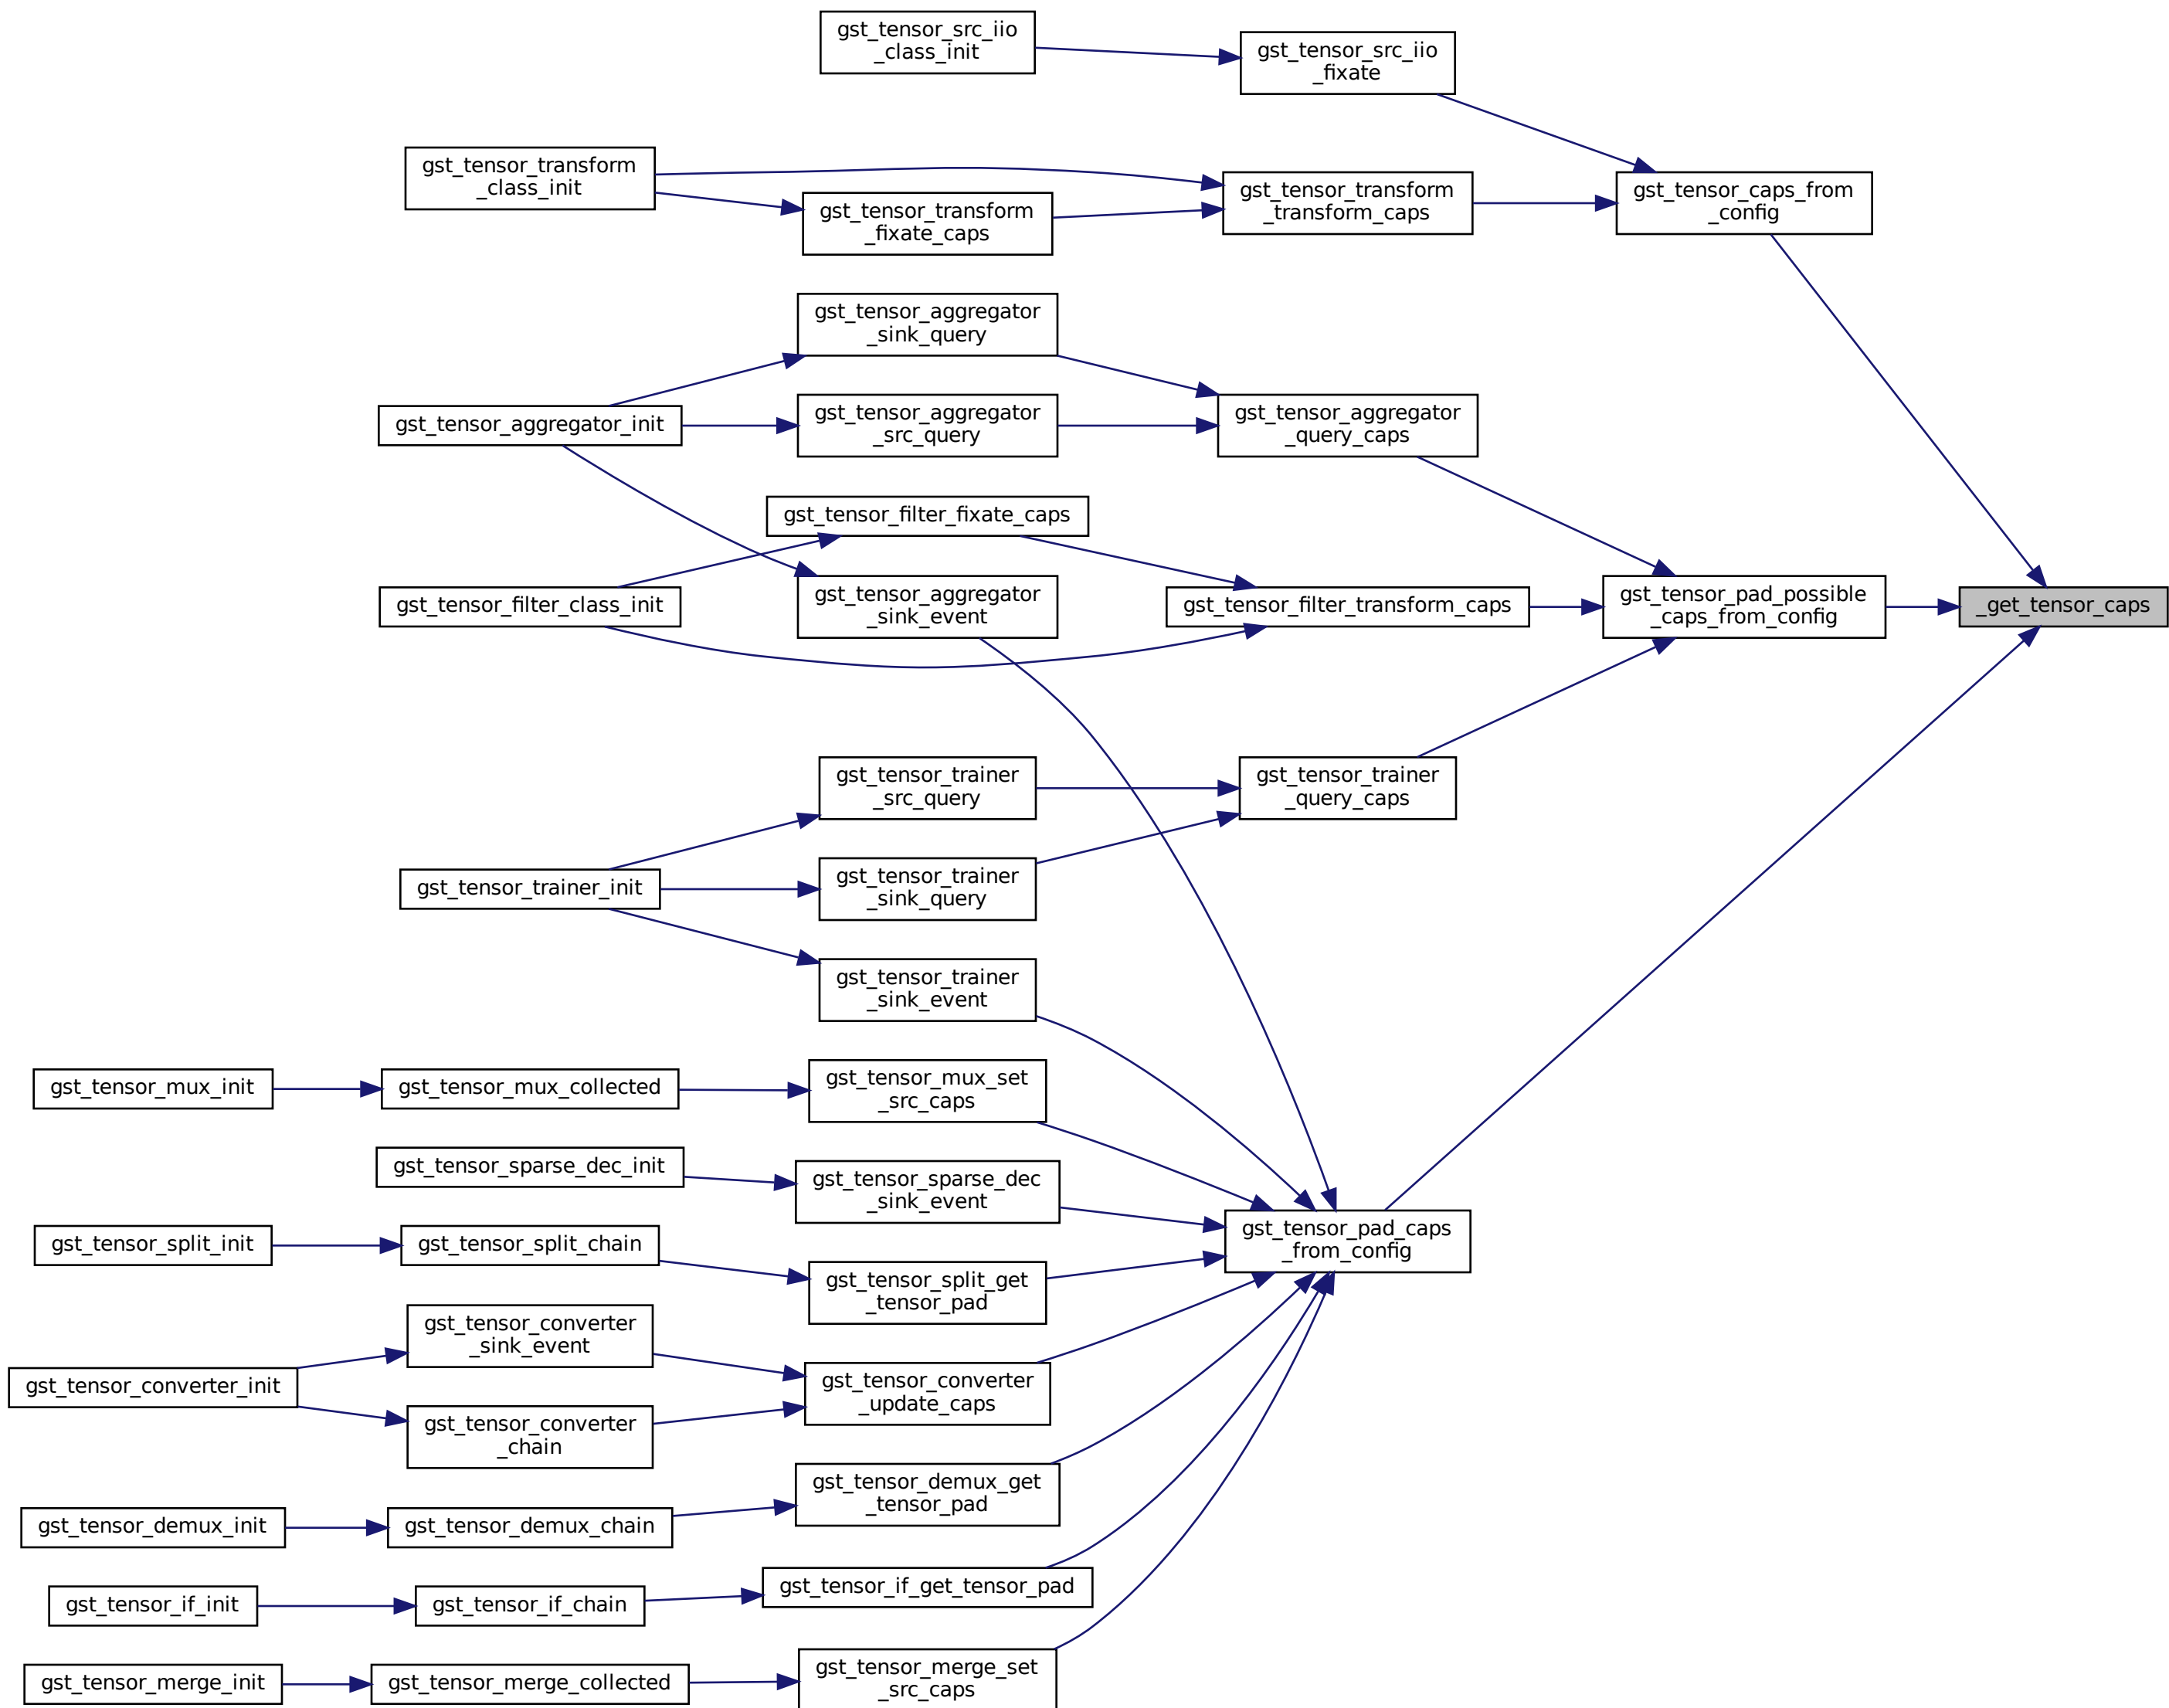 gst_tensor_src_iio
_class_init
gst_tensor_src_iio
_fixate
gst_tensor_transform
_class_init
gst_tensor_transform
_fixate_caps
gst_tensor_transform
_transform_caps
gst_tensor_caps_from
_config
gst_tensor_aggregator
_sink_query
gst_tensor_aggregator_init
gst_tensor_aggregator
_src_query
gst_tensor_aggregator
_query_caps
gst_tensor_filter_fixate_caps
gst_tensor_filter_class_init
gst_tensor_aggregator
_sink_event
gst_tensor_filter_transform_caps
gst_tensor_pad_possible
_caps_from_config
_get_tensor_caps
gst_tensor_trainer
_src_query
gst_tensor_trainer
_query_caps
gst_tensor_trainer_init
gst_tensor_trainer
_sink_query
gst_tensor_trainer
_sink_event
gst_tensor_mux_init
gst_tensor_mux_collected
gst_tensor_mux_set
_src_caps
gst_tensor_sparse_dec_init
gst_tensor_sparse_dec
_sink_event
gst_tensor_pad_caps
_from_config
gst_tensor_split_init
gst_tensor_split_chain
gst_tensor_split_get
_tensor_pad
gst_tensor_converter
_sink_event
gst_tensor_converter_init
gst_tensor_converter
_chain
gst_tensor_converter
_update_caps
gst_tensor_demux_init
gst_tensor_demux_chain
gst_tensor_demux_get
_tensor_pad
gst_tensor_if_init
gst_tensor_if_chain
gst_tensor_if_get_tensor_pad
gst_tensor_merge_init
gst_tensor_merge_collected
gst_tensor_merge_set
_src_caps